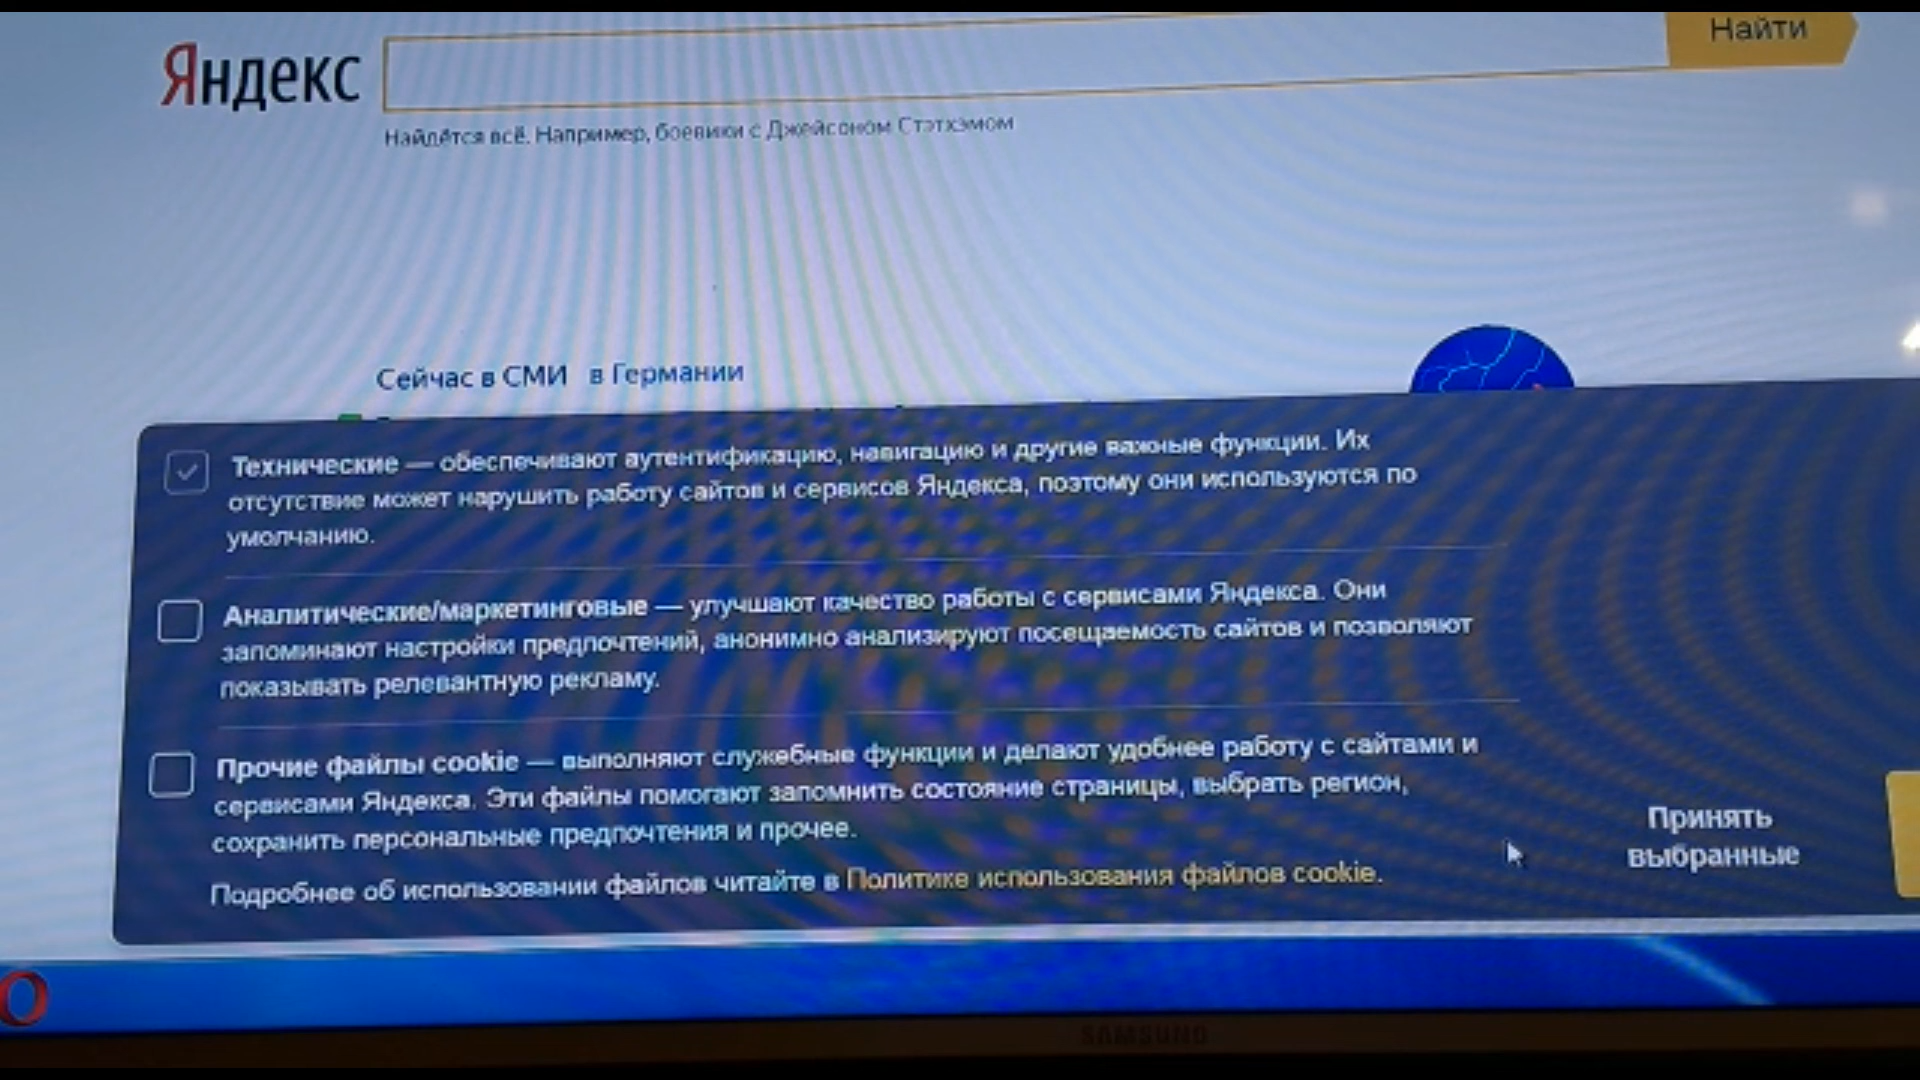 Яндекс
Найти
Найдётся всё. Например, боевики с Джейсоном Стэтхэмом
Сейчас в СМИ в Германии
Технические — обеспечивают аутентификацию, навигацию и другие важные функции. Их
отсутствие может нарушить работу сайтов и сервисов Яндекса, поэтому они используются по
умолчанию.
Аналитические/маркетинговые — улучшают качество работы с сервисами Яндекса. Они
запоминают настройки предпочтений, анонимно анализируют посещаемость сайтов и позволяют
показывать релевантную рекламу.
Прочие файлы cookie — выполняют служебные функции и делают удобнее работу с сайтами и
сервисами Яндекса. Эти файлы помогают запомнить состояние страницы, выбрать регион,
сохранить персональные предпочтения и прочее.
Подробнее об использовании файлов читайте в Политике использования файлов cookie.
Принять
выбранные
SAMSUNG